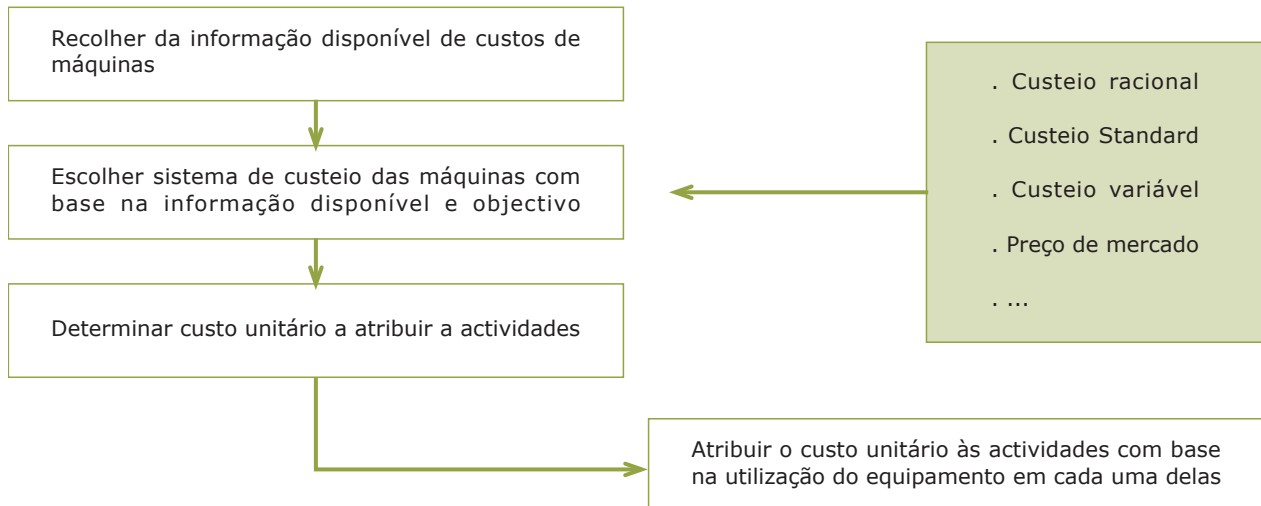 Recolher da informação disponível de custos de
máquinas
Escolher sistema de custeio das máquinas com
base na informação disponível e objectivo
Determinar custo unitário a atribuir a actividades
Atribuir o custo unitário às actividades com base
na utilização do equipamento em cada uma delas
. Custeio racional
. Custeio Standard
. Custeio variável
. Preço de mercado
. ...